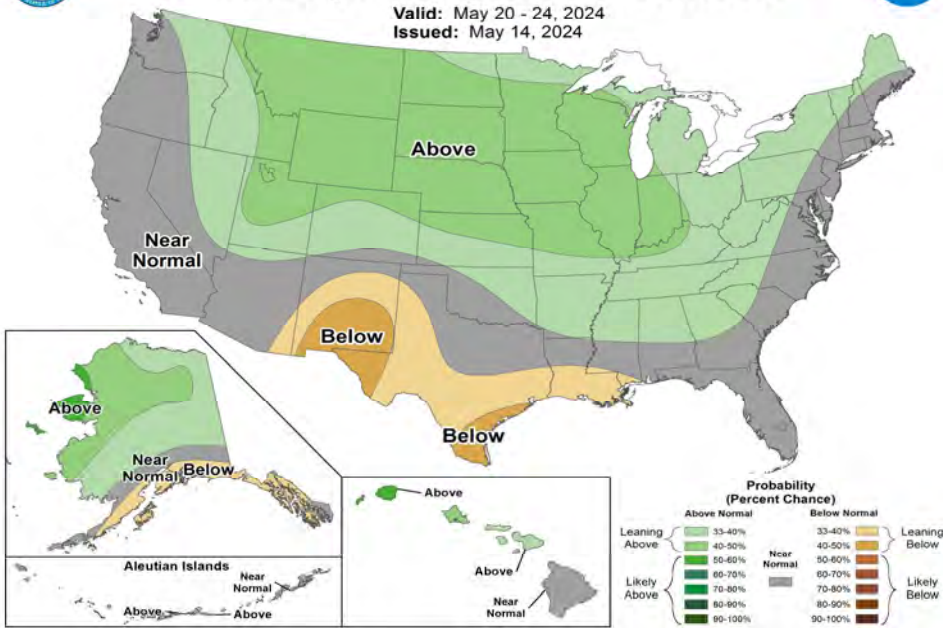 Valid: May 20 - 24, 2024
Issued: May 14, 2024
Above
Near
Normal
Below
Below
Above
Near
Normal
Below
Aleutian Islands
Near
Normal
Above
Above
Above
Above
Near
Normal
Probability
(Percent Chance)
Above Normal
Below Normal
Leaning
Above
33-40%
40-50%
Likely
Above
50-60%
60-70%
70-80%
80-90%
90-100%
Near
Normal
33-40%
40-50%
Leaning
Below
50-60%
60-70%
70-80%
80-90%
90-100%
Likely
Below